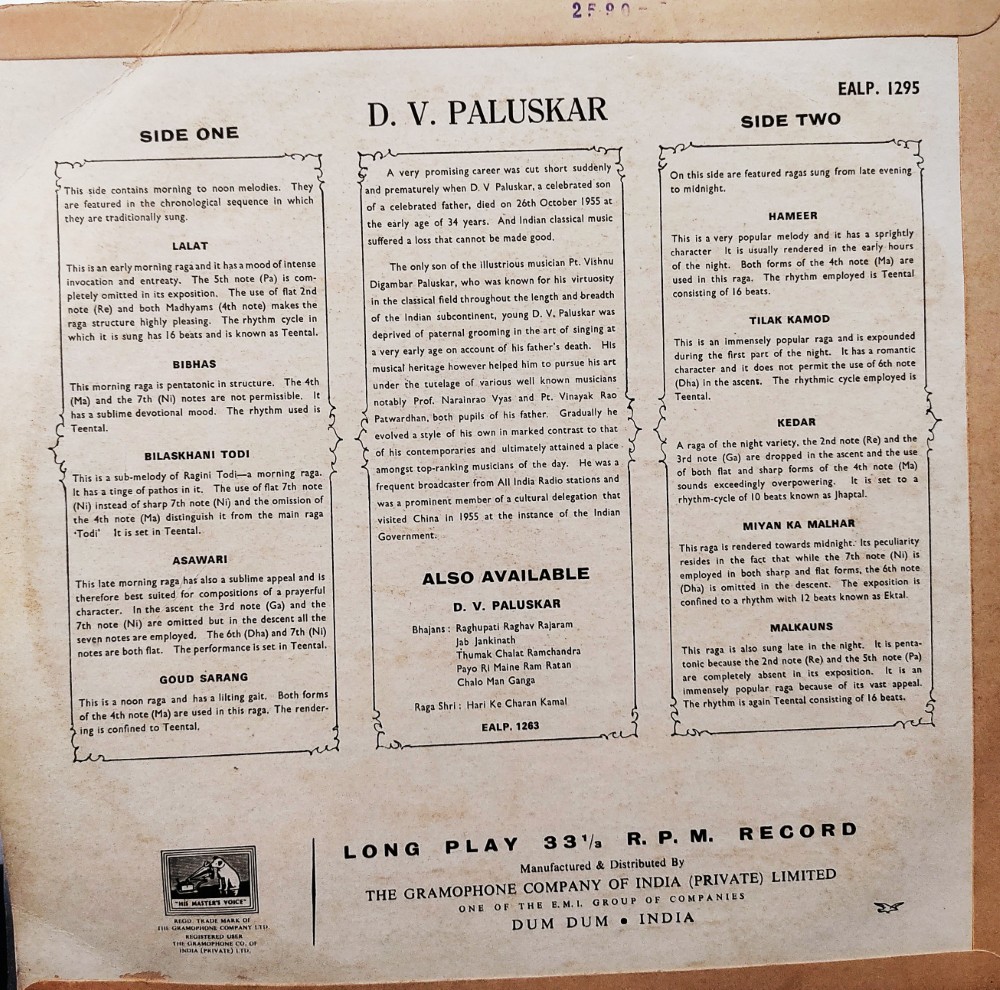 2590-
EALP. 1295
D. V. PALUSKAR
SIDE ONE
This side contains morning to noon melodies. They
are featured in the chronological sequence in which
they are traditionally sung.
LALAT
This is an early morning raga and it has a mood of intense
invocation and entreaty. The 5th note (Pa) is com-
pletely omitted in its exposition. The use of flat 2nd
note (Re) and both Madhyams (4th note) makes the
raga structure highly pleasing. The rhythm cycle in
which it is sung has 16 beats and is known as Teental.
BIBHAS
This morning raga is pentatonic in structure. The 4th
(Ma) and the 7th (Ni) notes are not permissible. It
has a sublime devotional mood. The rhythm used is
Teental.
BILASKHANI TODI
This is a sub-melody of Ragini Todi—a morning raga.
It has a tinge of pathos in it. The use of flat 7th note
(Ni) instead of sharp 7th note (Ni) and the omission of
the 4th note (Ma) distinguish it from the main raga
'Todi' It is set in Teental.
ASAWARI
This late morning raga has also a sublime appeal and is
therefore best suited for compositions of a prayerful
character. In the ascent the 3rd note (Ga) and the
7th note (Ni) are omitted but in the descent all the
seven notes are employed. The 6th (Dha) and 7th (Ni)
notes are both flat. The performance is set in Teental.
GOUD SARANG
This is a noon raga and has a lilting gait. Both forms
of the 4th note (Ma) are used in this raga. The render-
ing is confined to Teental.
A very promising career was cut short suddenly
and prematurely when D. V Paluskar, a celebrated son
of a celebrated father, died on 26th October 1955 at
the early age of 34 years. And Indian classical music
suffered a loss that cannot be made good.
The only son of the illustrious musician Pt. Vishnu
Digambar Paluskar, who was known for his virtuosity
in the classical field throughout the length and breadth
of the Indian subcontinent, young D. V. Paluskar was
deprived of paternal grooming in the art of singing at
a very early age on account of his father's death. His
musical heritage however helped him to pursue his art
under the tutelage of various well known musicians
notably Prof. Narainrao Vyas and Pt. Vinayak Rao
Patwardhan, both pupils of his father. Gradually he
evolved a style of his own in marked contrast to that
of his contemporaries and ultimately attained a place
amongst top-ranking musicians of the day. He was a
frequent broadcaster from All India Radio stations and
was a prominent member of a cultural delegation that
visited China in 1955 at the instance of the Indian
Government.
ALSO AVAILABLE
D. V. PALUSKAR
Bhajans : Raghupati Raghav Rajaram
Jab Jankinath
Thumak Chalat Ramchandra
Payo Ri Maine Ram Ratan
Chalo Man Ganga
Raga Shri : Hari Ke Charan Kamal
EALP. 1263
SIDE TWO
On this side are featured ragas sung from late evening
to midnight.
HAMEER
This is a very popular melody and it has a sprightly
character It is usually rendered in the early hours
of the night. Both forms of the 4th note (Ma) are
used in this raga. The rhythm employed is Teental
consisting of 16 beats.
TILAK KAMOD
This is an immensely popular raga and is expounded
during the first part of the night. It has a romantic
character and it does not permit the use of 6th note
(Dha) in the ascent. The rhythmic cycle employed is
Teental.
KEDAR
A raga of the night variety, the 2nd note (Re) and the
3rd note (Ga) are dropped in the ascent and the use
of both flat and sharp forms of the 4th note (Ma)
sounds exceedingly overpowering. It is set to a
rhythm-cycle of 10 beats known as Jhaptal.
MIYAN KA MALHAR
This raga is rendered towards midnight. Its peculiarity
resides in the fact that while the 7th note (Ni) is
employed in both sharp and flat forms, the 6th note
(Dha) is omitted in the descent. The exposition is
confined to a rhythm with 12 beats known as Ektal.
MALKAUNS
This raga is also sung late in the night. It is penta-
tonic because the 2nd note (Re) and the 5th note (Pa)
are completely absent in its exposition. It is an
immensely popular raga because of its vast appeal.
The rhythm is again Teental consisting of 16 beats.
"HIS MASTER'S VOICE"
REGD. TRADE MARK OF
THE GRAMOPHONE COMPANY LTD.
REGISTERED USER
THE GRAMOPHONE CO. OF
INDIA (PRIVATE) LTD.
LONG PLAY 33 1/3 R. P. M. RECORD
Manufactured & Distributed By
THE GRAMOPHONE COMPANY OF INDIA (PRIVATE) LIMITED
ONE OF THE E.M.I. GROUP OF COMPANIES
DUM DUM • INDIA